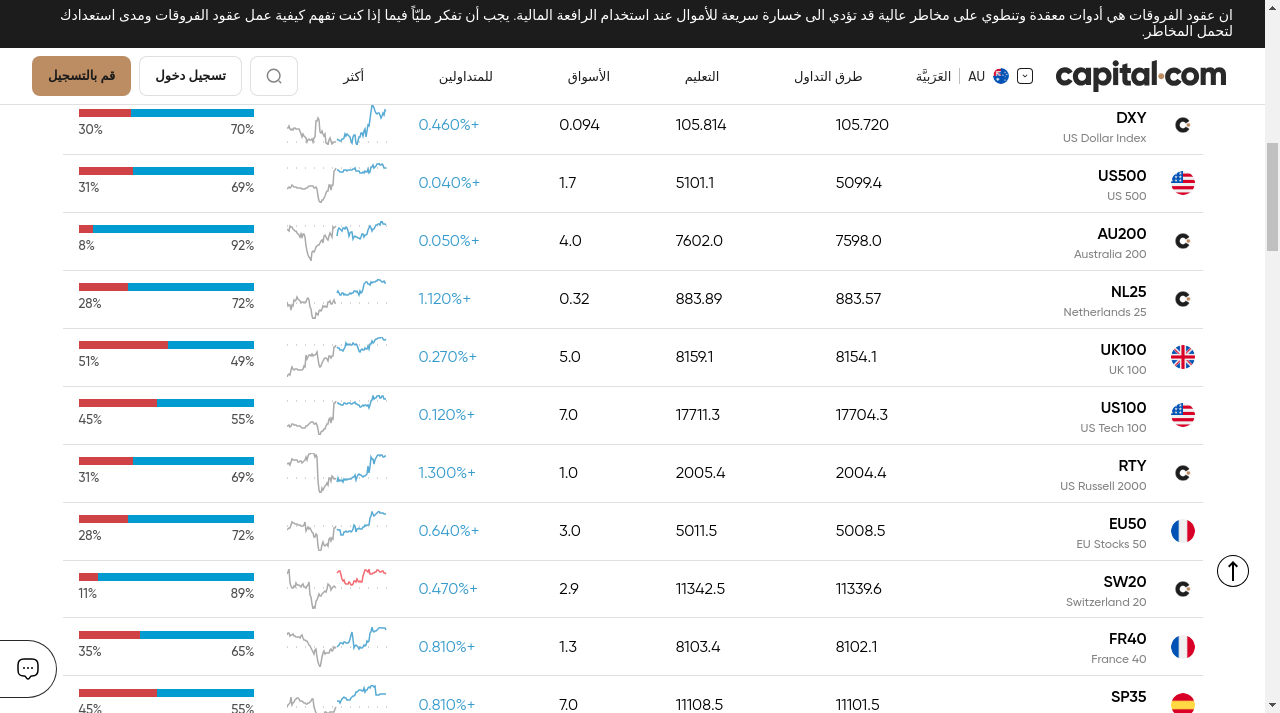 ان عقود الفروقات هي أدوات معقدة وتنطوي على مخاطر عالية قد تؤدي الى خسارة سريعة للأموال عند استخدام الرافعة المالية. يجب أن تفكر مليّاً فيما إذا كنت تفهم كيفية عمل عقود الفروقات ومدى استعدادك
لتحمل المخاطر.
capital.com AU العَرَبيَّة طرق التداول التعليم الأسواق للمتداولين أكثر تسجيل دخول قم بالتسجيل
DXY 105.720 105.814 0.094 0.460%+ 70% 30%
US Dollar Index
US500 5099.4 5101.1 1.7 0.040%+ 69% 31%
US 500
AU200 7598.0 7602.0 4.0 0.050%+ 92% 8%
Australia 200
NL25 883.57 883.89 0.32 1.120%+ 72% 28%
Netherlands 25
UK100 8154.1 8159.1 5.0 0.270%+ 49% 51%
UK 100
US100 17704.3 17711.3 7.0 0.120%+ 55% 45%
US Tech 100
RTY 2004.4 2005.4 1.0 1.300%+ 69% 31%
US Russell 2000
EU50 5008.5 5011.5 3.0 0.640%+ 72% 28%
EU Stocks 50
SW20 11339.6 11342.5 2.9 0.470%+ 89% 11%
Switzerland 20
FR40 8102.1 8103.4 1.3 0.810%+ 65% 35%
France 40
SP35 11101.5 11108.5 7.0 0.810%+ 55% 45%